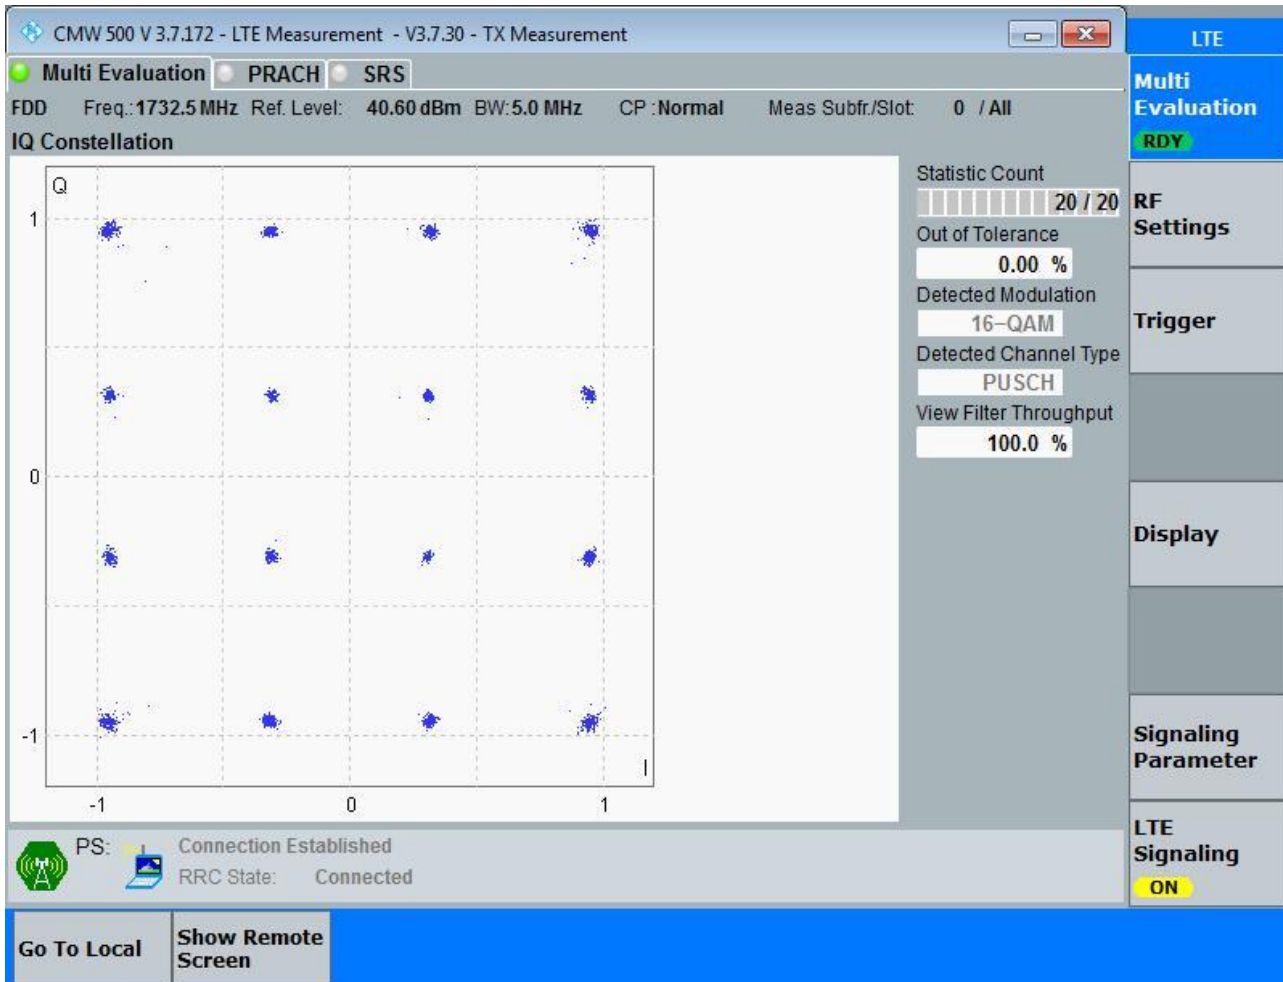 CMW 500 V 3.7.172 - LTE Measurement - V3.7.30 - TX Measurement
LTE
Multi Evaluation PRACH SRS
FDD Freq.: 1732.5 MHz Ref. Level: 40.60 dBm BW: 5.0 MHz CP : Normal Meas Subfr./Slot: 0 / All
IQ Constellation
Q
1
0
-1
I
-1 0 1
Statistic Count
20 / 20
Out of Tolerance
0.00 %
Detected Modulation
16-QAM
Detected Channel Type
PUSCH
View Filter Throughput
100.0 %
Multi
Evaluation
RDY
RF
Settings
Trigger
Display
Signaling
Parameter
LTE
Signaling
ON
PS: Connection Established
RRC State: Connected
Go To Local
Show Remote
Screen